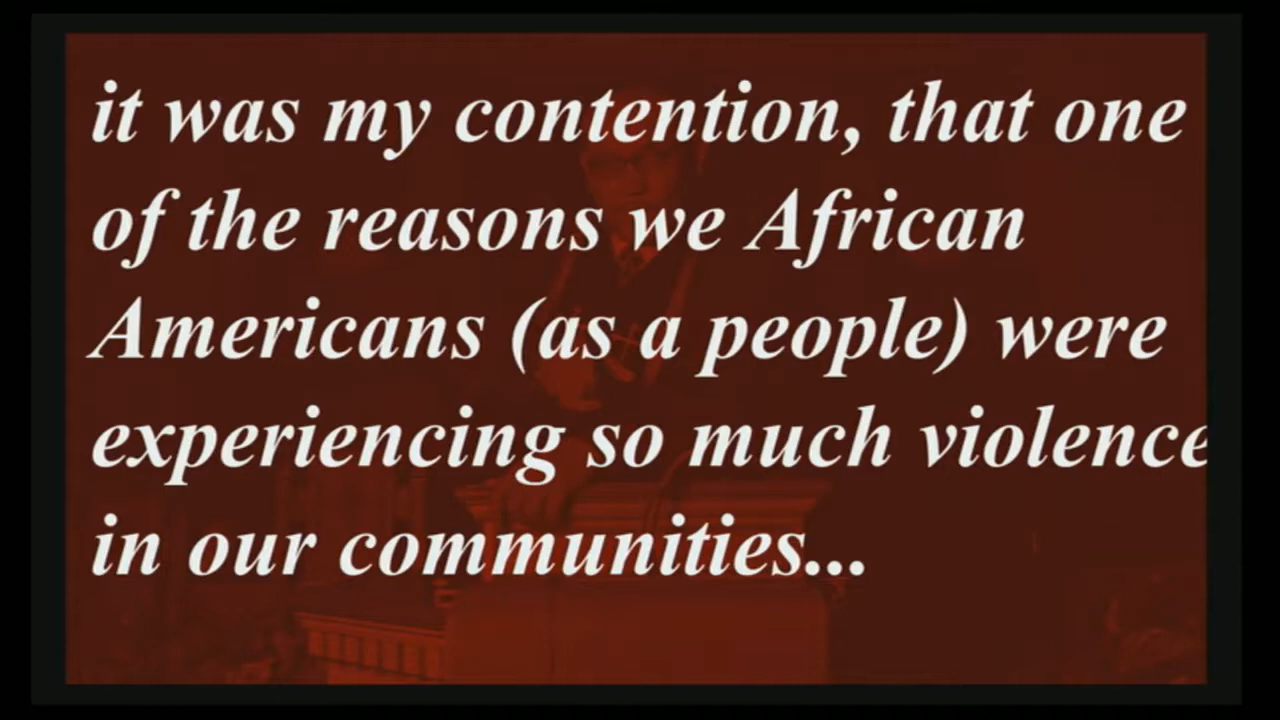 it was my contention, that one
of the reasons we African
Americans (as a people) were
experiencing so much violence
in our communities...